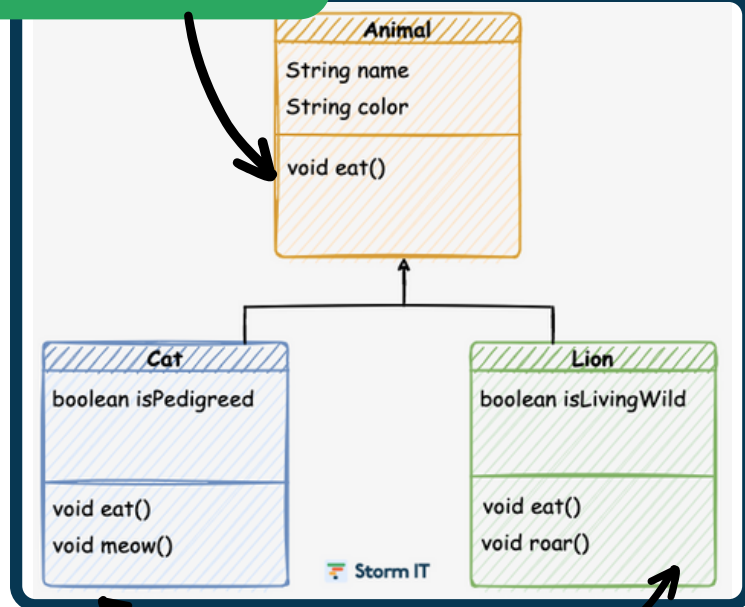 Animal
String name
String color
void eat()
Cat
boolean isPedigreed
void eat()
void meow()
Lion
boolean isLivingWild
void eat()
void roar()
Storm IT